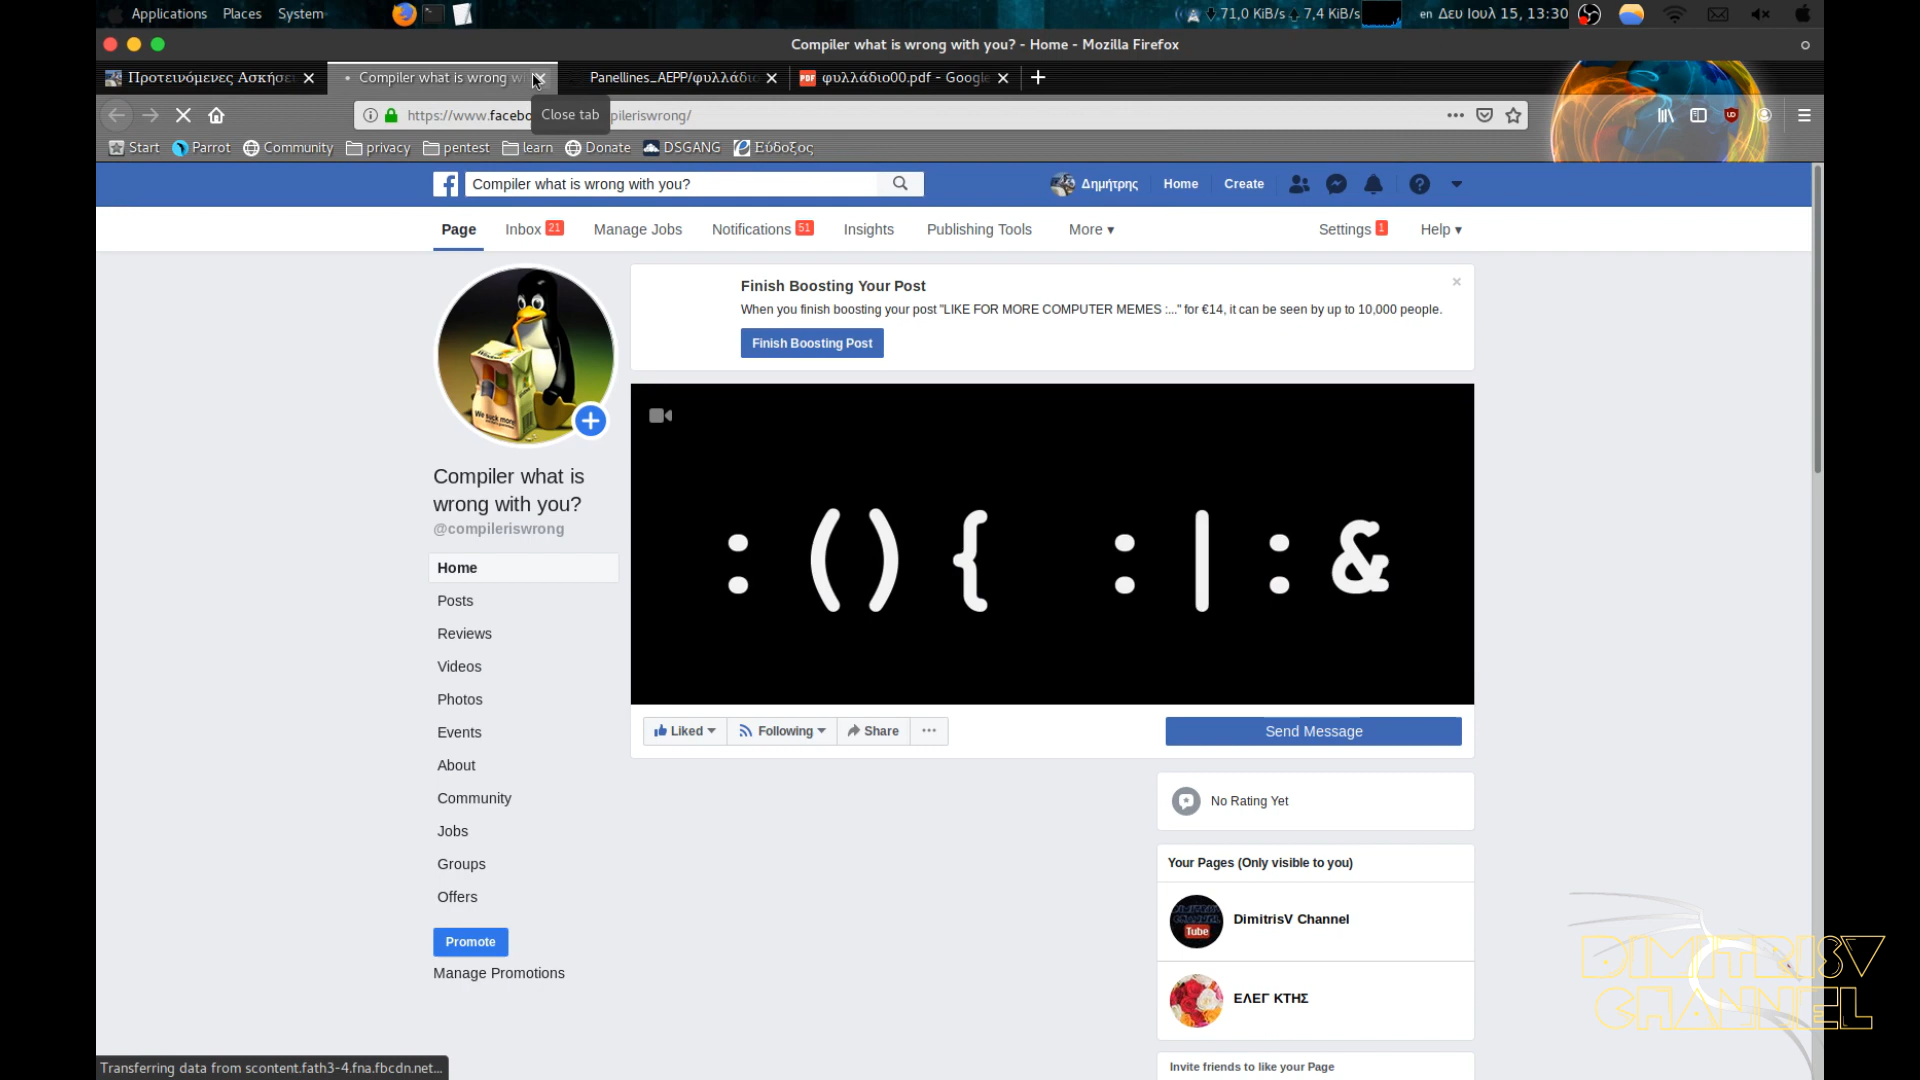 Applications Places System
71,0 KiB/s 7,4 KiB/s en Δευ Ιουλ 15, 13:30
Compiler what is wrong with you? - Home - Mozilla Firefox
Προτεινόμενες Ασκήσε
Compiler what is wrong w
Panellines_AEPP/φυλλάδιο
PDF φυλλάδιο00.pdf - Google
Close tab
https://www.facebo pileriswrong/
Start Parrot Community privacy pentest learn Donate DSGANG Εύδοξος
Compiler what is wrong with you?
Δημήτρης Home Create
Page Inbox 21 Manage Jobs Notifications 51 Insights Publishing Tools More Settings 1 Help
Finish Boosting Your Post
When you finish boosting your post "LIKE FOR MORE COMPUTER MEMES :..." for €14, it can be seen by up to 10,000 people.
Finish Boosting Post
We suck more
: ( ) { : | : &
Compiler what is
wrong with you?
@compileriswrong
Home
Posts
Reviews
Videos
Photos
Events
About
Community
Jobs
Groups
Offers
Promote
Manage Promotions
Liked Following Share ...
Send Message
No Rating Yet
Your Pages (Only visible to you)
Tube
DimitrisV Channel
ΕΛΕΓ ΚΤΗΣ
Invite friends to like your Page
Transferring data from scontent.fath3-4.fna.fbcdn.net...
DIMITRISV
CHANNEL